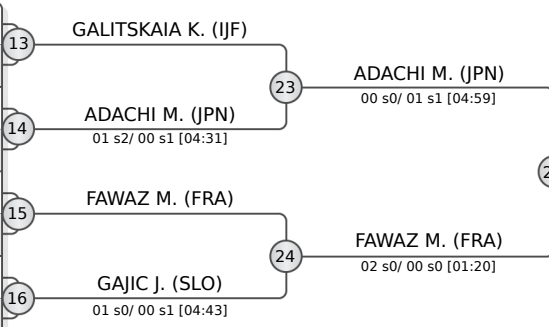 GALITSKAIA K. (IJF)
13
23
ADACHI M. (JPN)
00 s0/ 01 s1 [04:59]
14
ADACHI M. (JPN)
01 s2/ 00 s1 [04:31]
15
FAWAZ M. (FRA)
24
FAWAZ M. (FRA)
02 s0/ 00 s0 [01:20]
16
GAJIC J. (SLO)
01 s0/ 00 s1 [04:43]